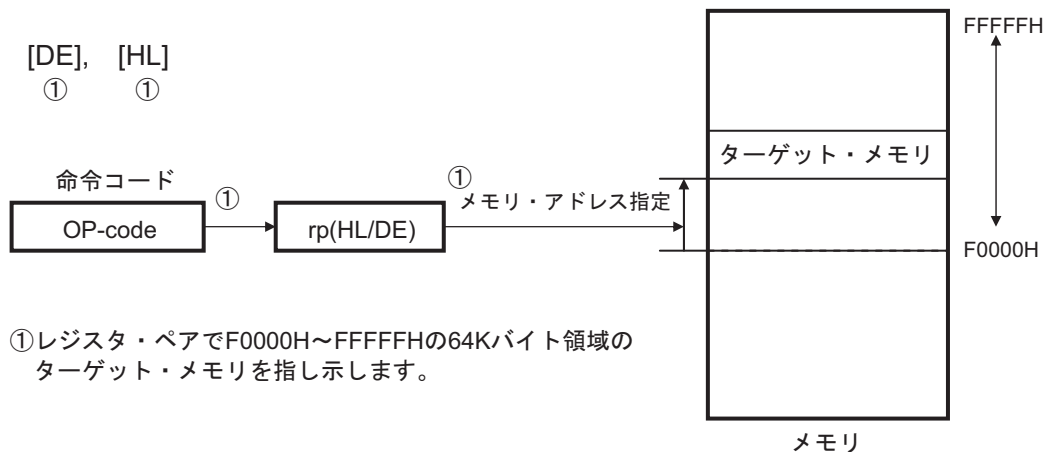 [DE], [HL]
① ①
命令コード
OP-code
①
rp(HL/DE)
①
メモリ・アドレス指定
FFFFFH
ターゲット・メモリ
F0000H
メモリ
①レジスタ・ペアでF0000H～FFFFFHの64Kバイト領域の
ターゲット・メモリを指し示します。